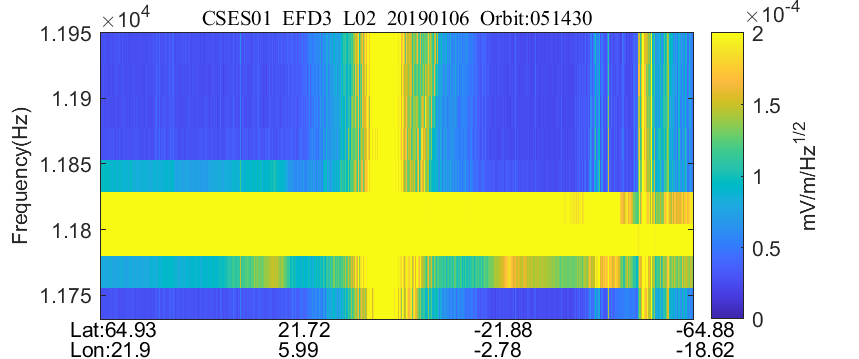 CSES01 EFD3 L02 20190106 Orbit:051430
×10⁴
×10⁻⁴
1.195
1.19
1.185
1.18
1.175
Frequency(Hz)
2
1.5
1
0.5
0
mV/m/Hz^1/2
Lat:64.93 21.72 -21.88 -64.88
Lon:21.9 5.99 -2.78 -18.62